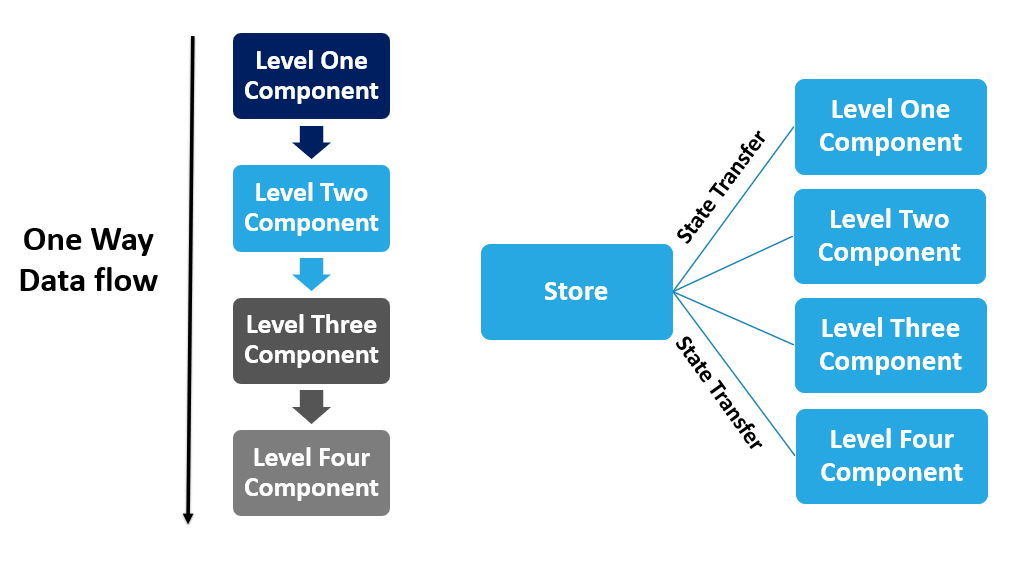 One Way
Data flow
Level One
Component
Level Two
Component
Level Three
Component
Level Four
Component
Store
State Transfer
State Transfer
Level One
Component
Level Two
Component
Level Three
Component
Level Four
Component